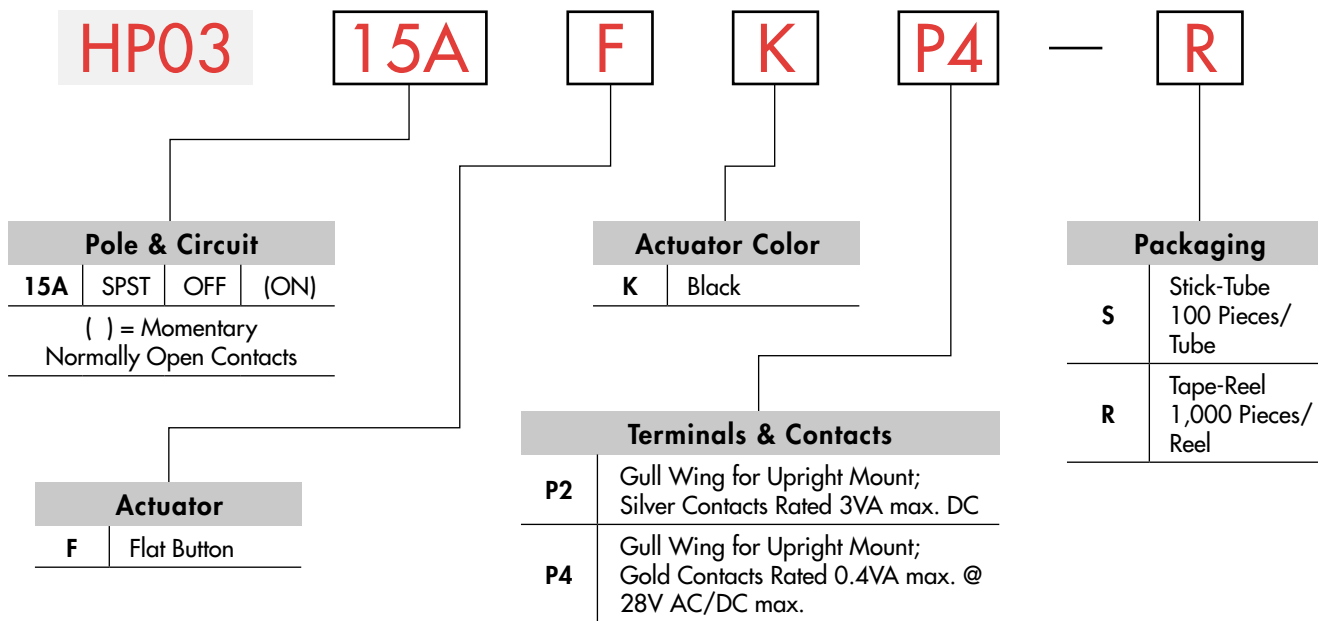 HP03 15A F K P4 — R
Pole & Circuit
15A SPST OFF (ON)
( ) = Momentary
Normally Open Contacts
Actuator
F Flat Button
Actuator Color
K Black
Terminals & Contacts
P2 Gull Wing for Upright Mount;
Silver Contacts Rated 3VA max. DC
P4 Gull Wing for Upright Mount;
Gold Contacts Rated 0.4VA max. @
28V AC/DC max.
Packaging
S Stick-Tube
100 Pieces/
Tube
R Tape-Reel
1,000 Pieces/
Reel